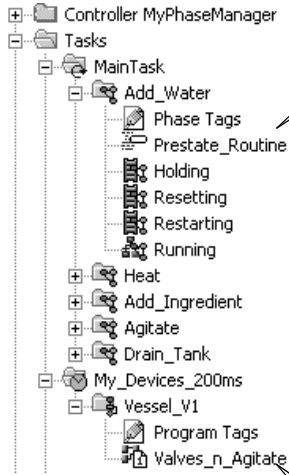 Controller MyPhaseManager
Tasks
MainTask
Add_Water
Phase Tags
Prestate_Routine
Holding
Resetting
Restarting
Running
Heat
Add_Ingredient
Agitate
Drain_Tank
My_Devices_200ms
Vessel_V1
Program Tags
Valves_n_Agitate